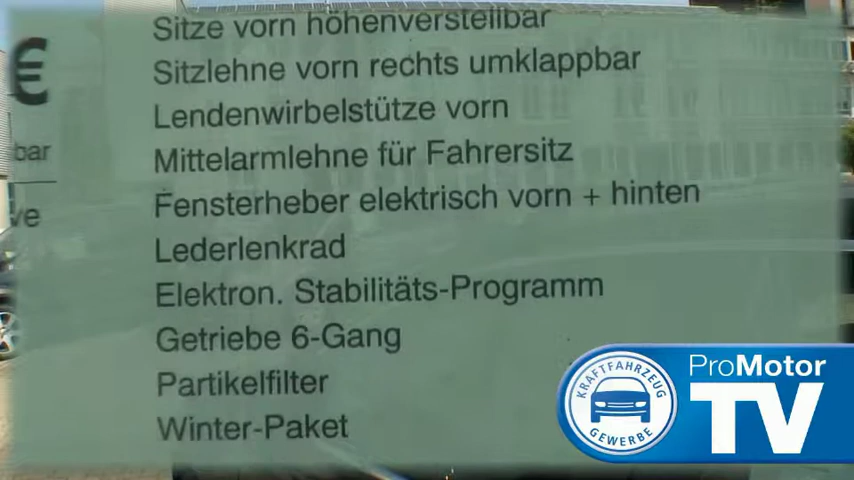 €
bar
ve
Sitze vorn höhenverstellbar
Sitzlehne vorn rechts umklappbar
Lendenwirbelstütze vorn
Mittelarmlehne für Fahrersitz
Fensterheber elektrisch vorn + hinten
Lederlenkrad
Elektron. Stabilitäts-Programm
Getriebe 6-Gang
Partikelfilter
Winter-Paket
KRAFTFAHRZEUG
GEWERBE
ProMotor
TV